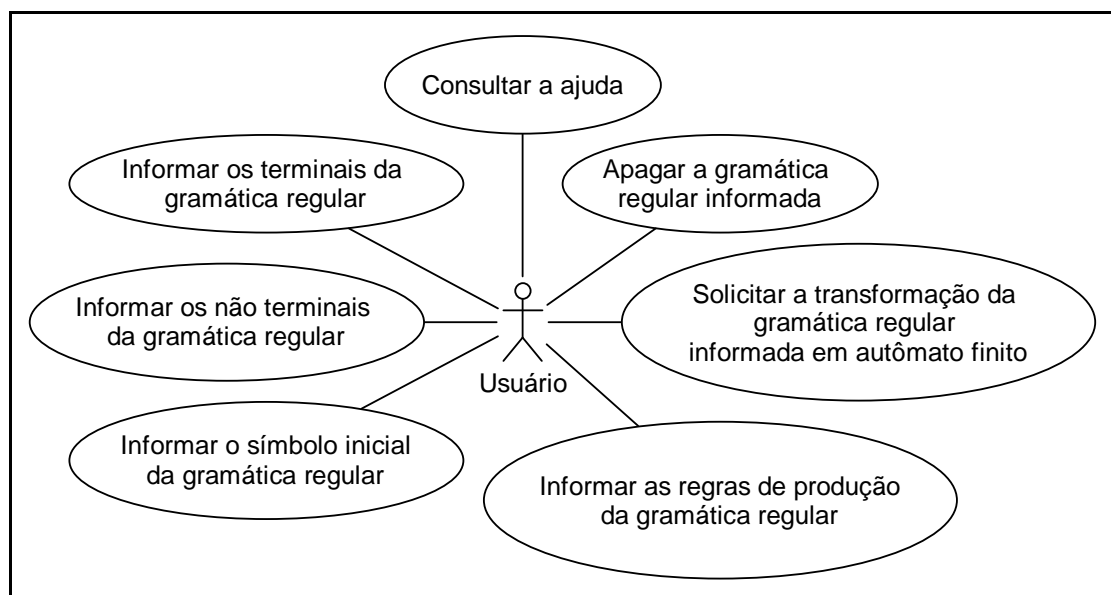 Consultar a ajuda
Informar os terminais da
gramática regular
Apagar a gramática
regular informada
Informar os não terminais
da gramática regular
Solicitar a transformação da
gramática regular
informada em autômato finito
Usuário
Informar o símbolo inicial
da gramática regular
Informar as regras de produção
da gramática regular